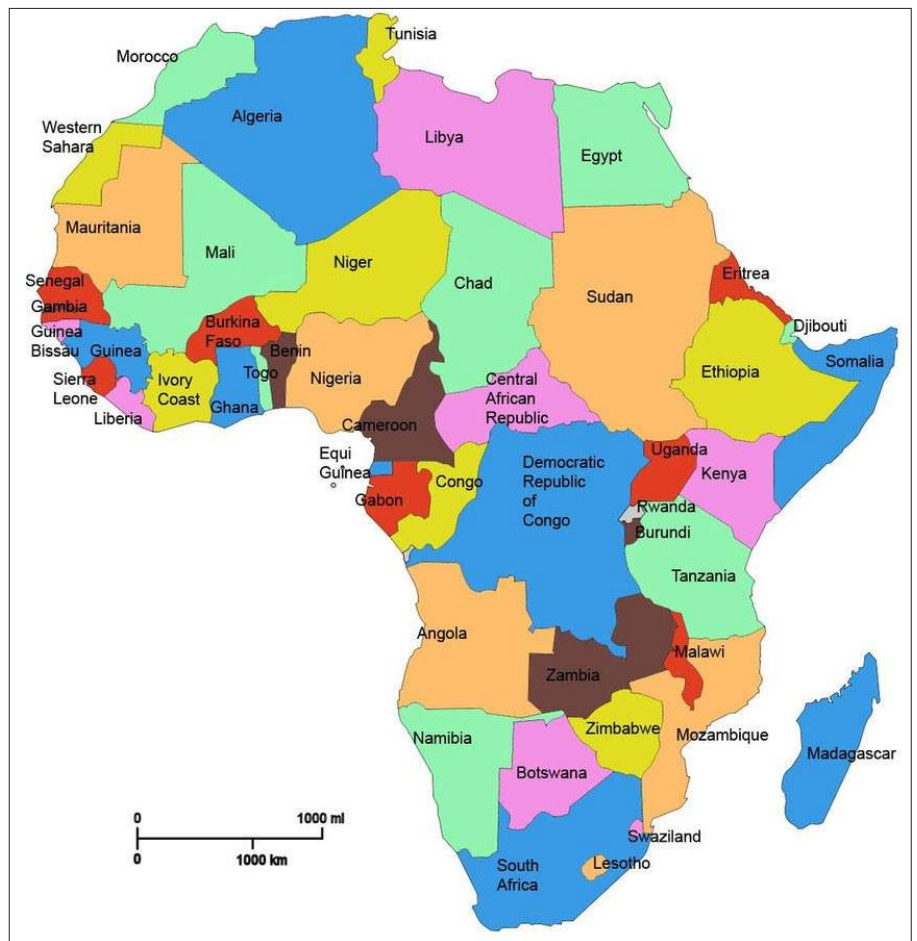 Tunisia
Morocco
Algeria
Western
Sahara
Libya
Egypt
Mauritania
Mali
Niger
Chad
Sudan
Eritrea
Senegal
Gambia
Djibouti
Guinea
Bissau
Guinea
Burkina
Faso
Benin
Somalia
Ethiopia
Sierra
Leone
Ivory
Coast
Togo
Nigeria
Central
African
Republic
Liberia
Ghana
Cameroon
Equi
Guinea
Uganda
Kenya
Gabon
Congo
Democratic
Republic
of
Congo
Rwanda
Burundi
Tanzania
Angola
Malawi
Zambia
Namibia
Zimbabwe
Mozambique
Madagascar
Botswana
0 1000 mi
0 1000 km
Swaziland
South
Africa
Lesotho